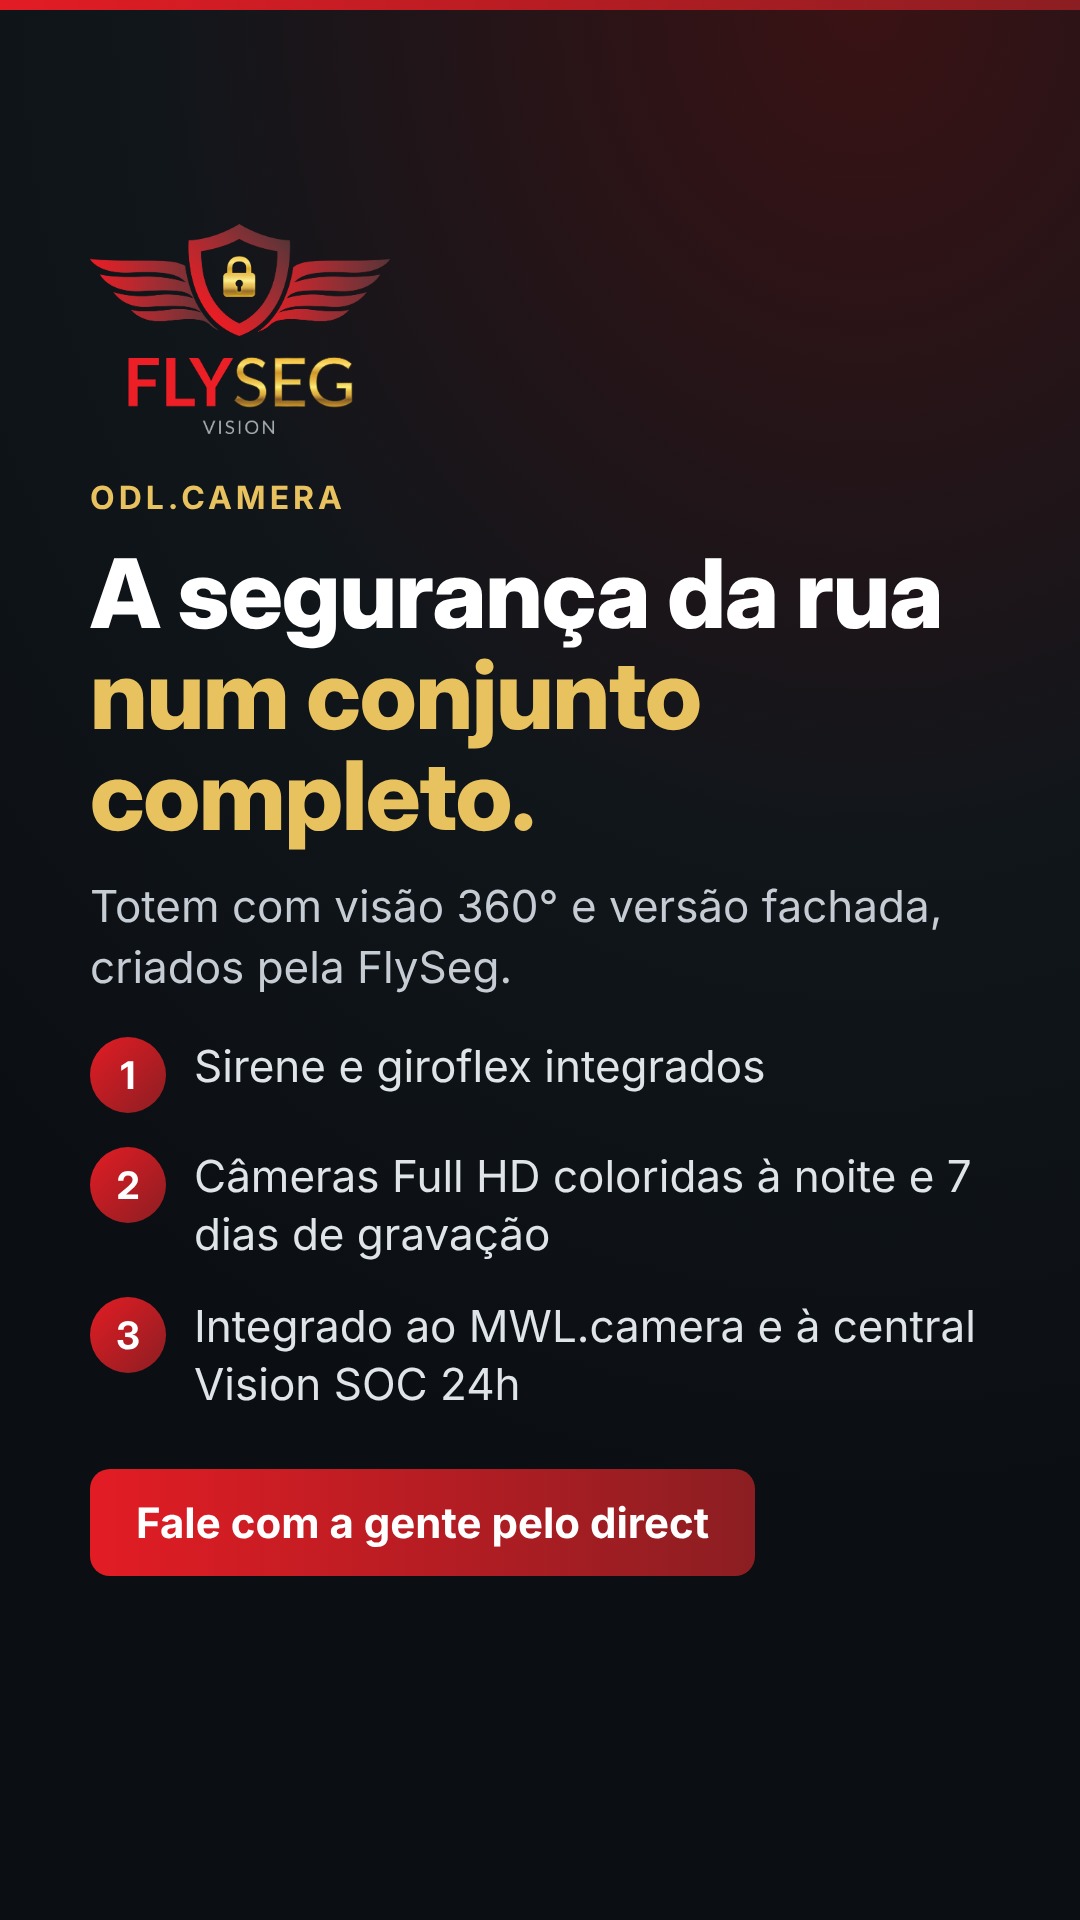 FLYSEG
VISION
ODL.CAMERA
A segurança da rua
num conjunto
completo.
Totem com visão 360° e versão fachada,
criados pela FlySeg.
1 Sirene e giroflex integrados
2 Câmeras Full HD coloridas à noite e 7
dias de gravação
3 Integrado ao MWL.camera e à central
Vision SOC 24h
Fale com a gente pelo direct